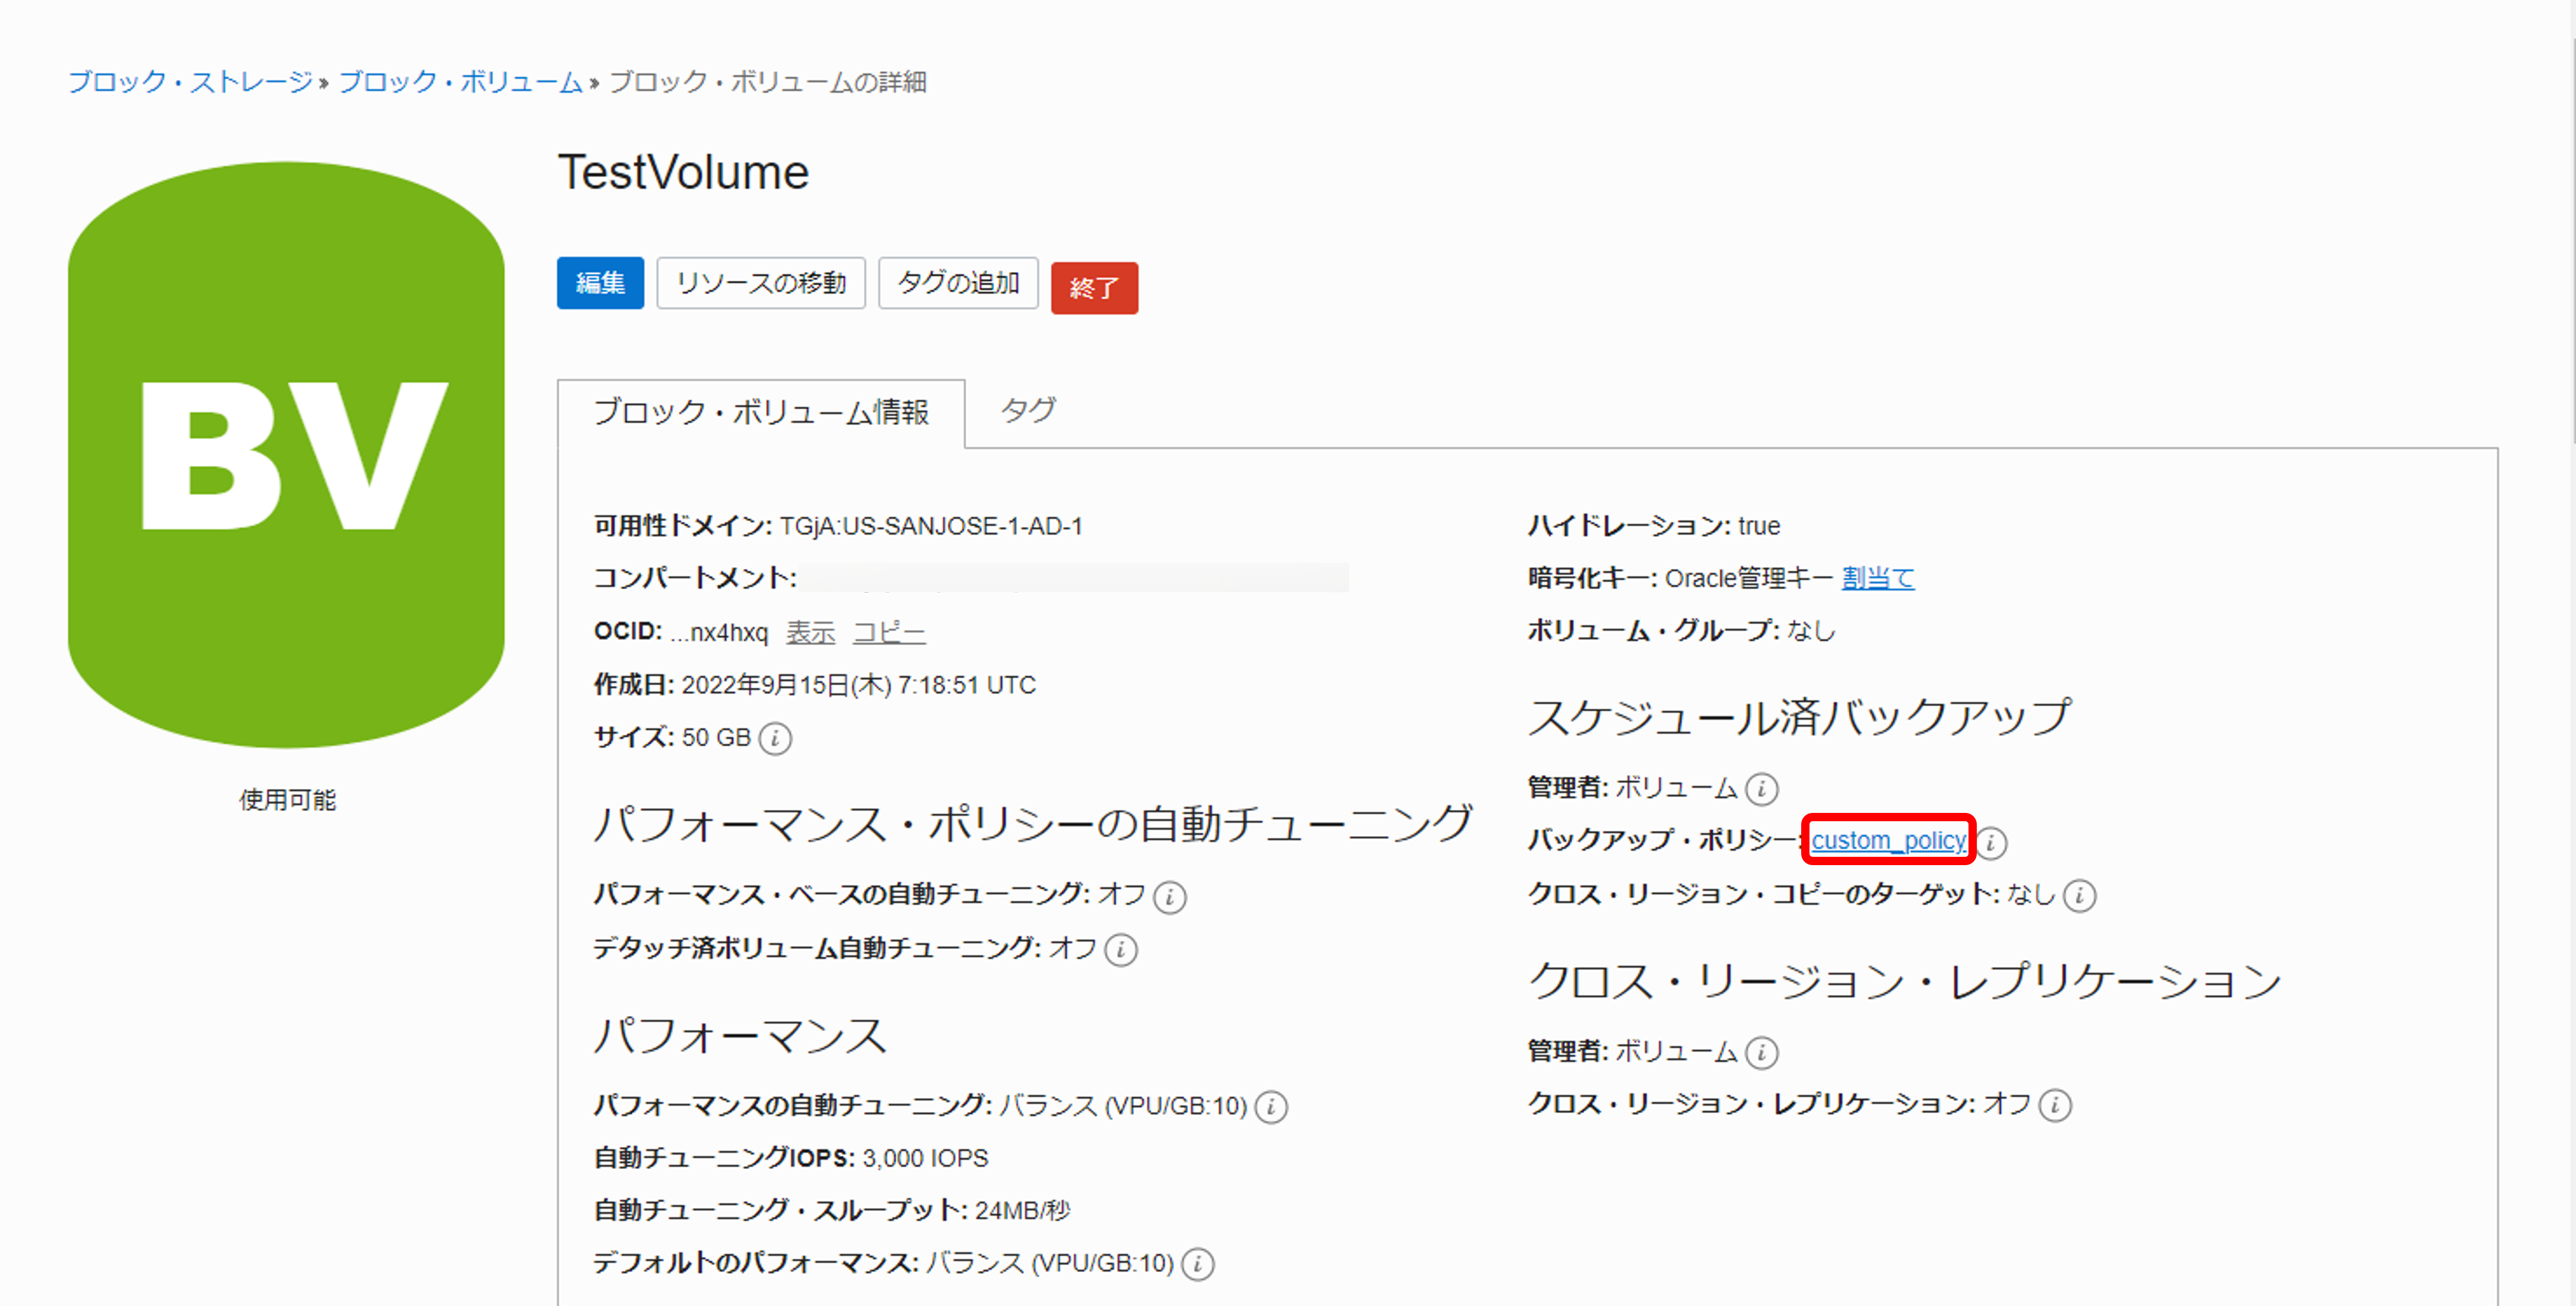 ブロック・ストレージ » ブロック・ボリューム » ブロック・ボリュームの詳細
BV
使用可能
TestVolume
編集 リソースの移動 タグの追加 終了
ブロック・ボリューム情報 タグ
可用性ドメイン: TGjA:US-SANJOSE-1-AD-1
コンパートメント:
OCID: ...nx4hxq 表示 コピー
作成日: 2022年9月15日(木) 7:18:51 UTC
サイズ: 50 GB i
パフォーマンス・ポリシーの自動チューニング
パフォーマンス・ベースの自動チューニング: オフ i
デタッチ済ボリューム自動チューニング: オフ i
パフォーマンス
パフォーマンスの自動チューニング: バランス (VPU/GB:10) i
自動チューニングIOPS: 3,000 IOPS
自動チューニング・スループット: 24MB/秒
デフォルトのパフォーマンス: バランス (VPU/GB:10) i
ハイドレーション: true
暗号化キー: Oracle管理キー 割当て
ボリューム・グループ: なし
スケジュール済バックアップ
管理者: ボリューム i
バックアップ・ポリシー: custom_policy i
クロス・リージョン・コピーのターゲット: なし i
クロス・リージョン・レプリケーション
管理者: ボリューム i
クロス・リージョン・レプリケーション: オフ i